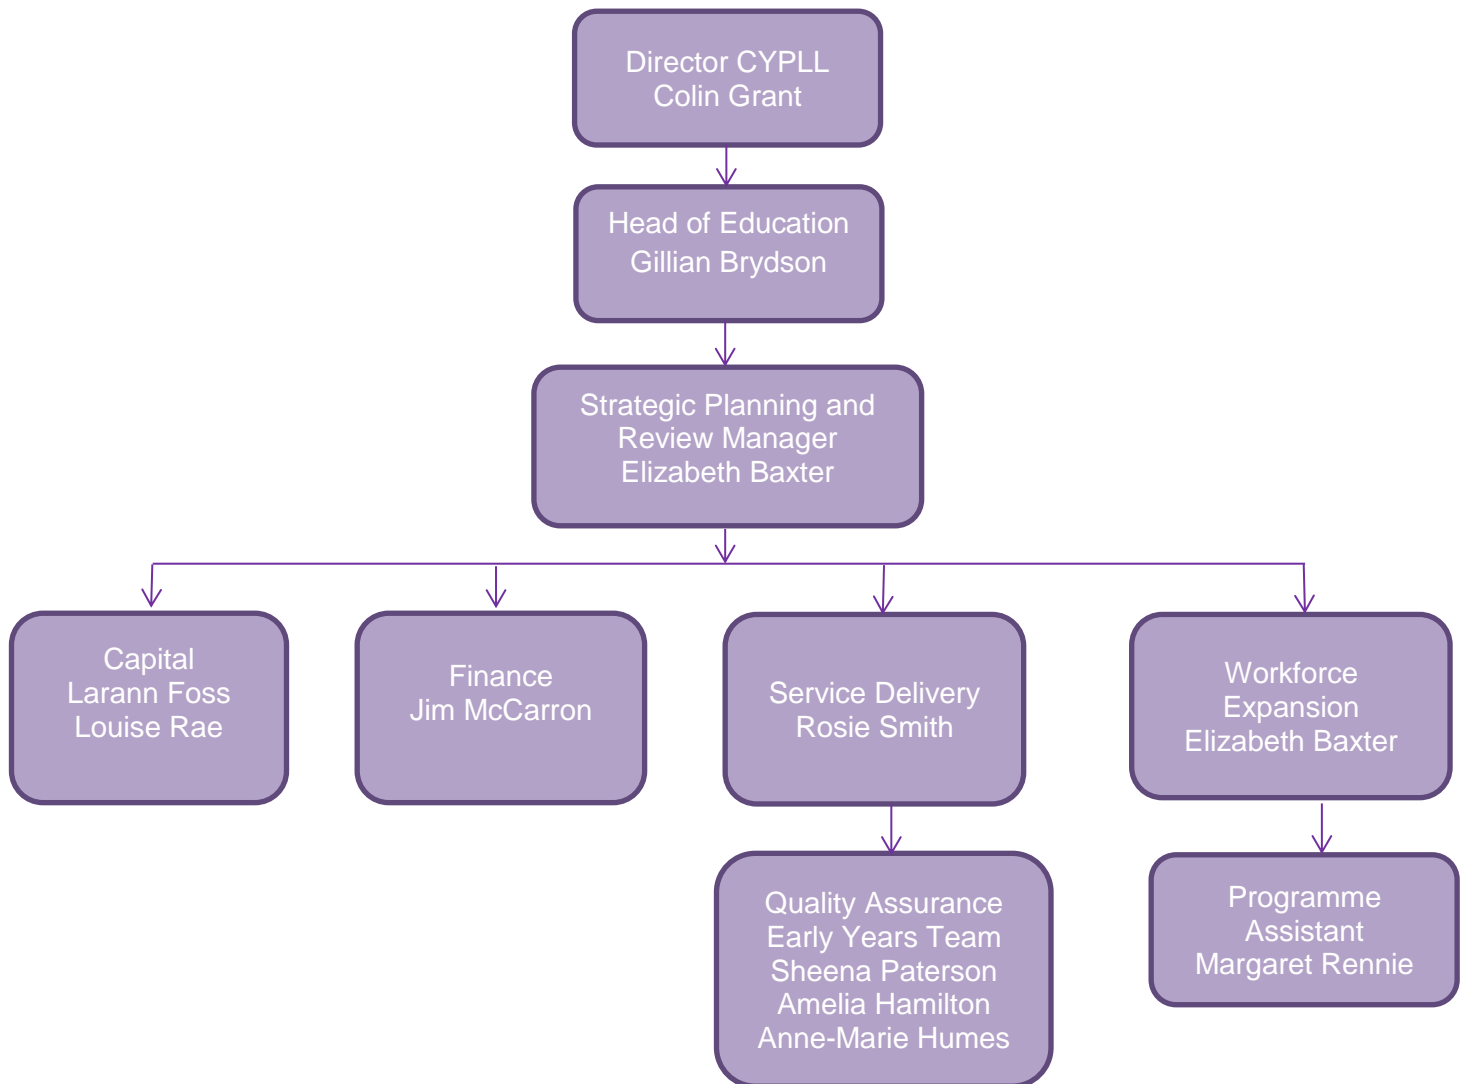 Director CYPLL
Colin Grant
Head of Education
Gillian Brydson
Strategic Planning and
Review Manager
Elizabeth Baxter
Capital
Larann Foss
Louise Rae
Finance
Jim McCarron
Service Delivery
Rosie Smith
Workforce
Expansion
Elizabeth Baxter
Quality Assurance
Early Years Team
Sheena Paterson
Amelia Hamilton
Anne-Marie Humes
Programme
Assistant
Margaret Rennie